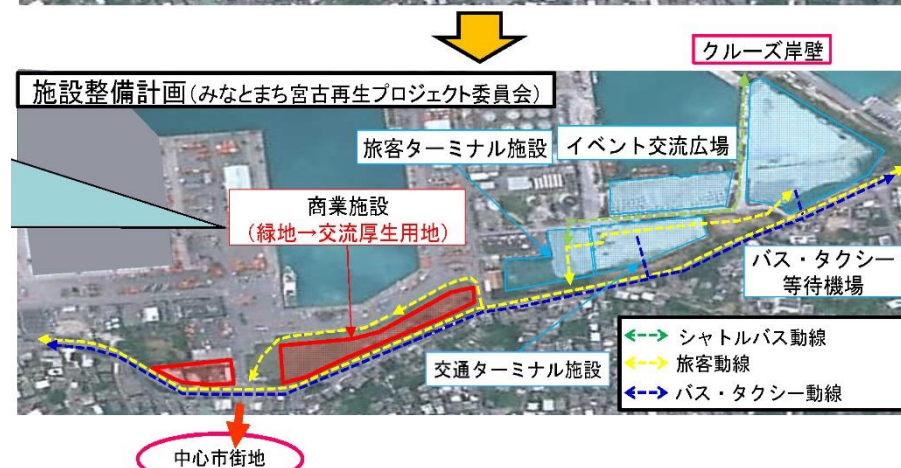 クルーズ岸壁
施設整備計画(みなとまち宮古再生プロジェクト委員会)
旅客ターミナル施設
イベント交流広場
商業施設
(緑地→交流厚生用地)
バス・タクシー
等待機場
交通ターミナル施設
シャトルバス動線
旅客動線
バス・タクシー動線
中心市街地